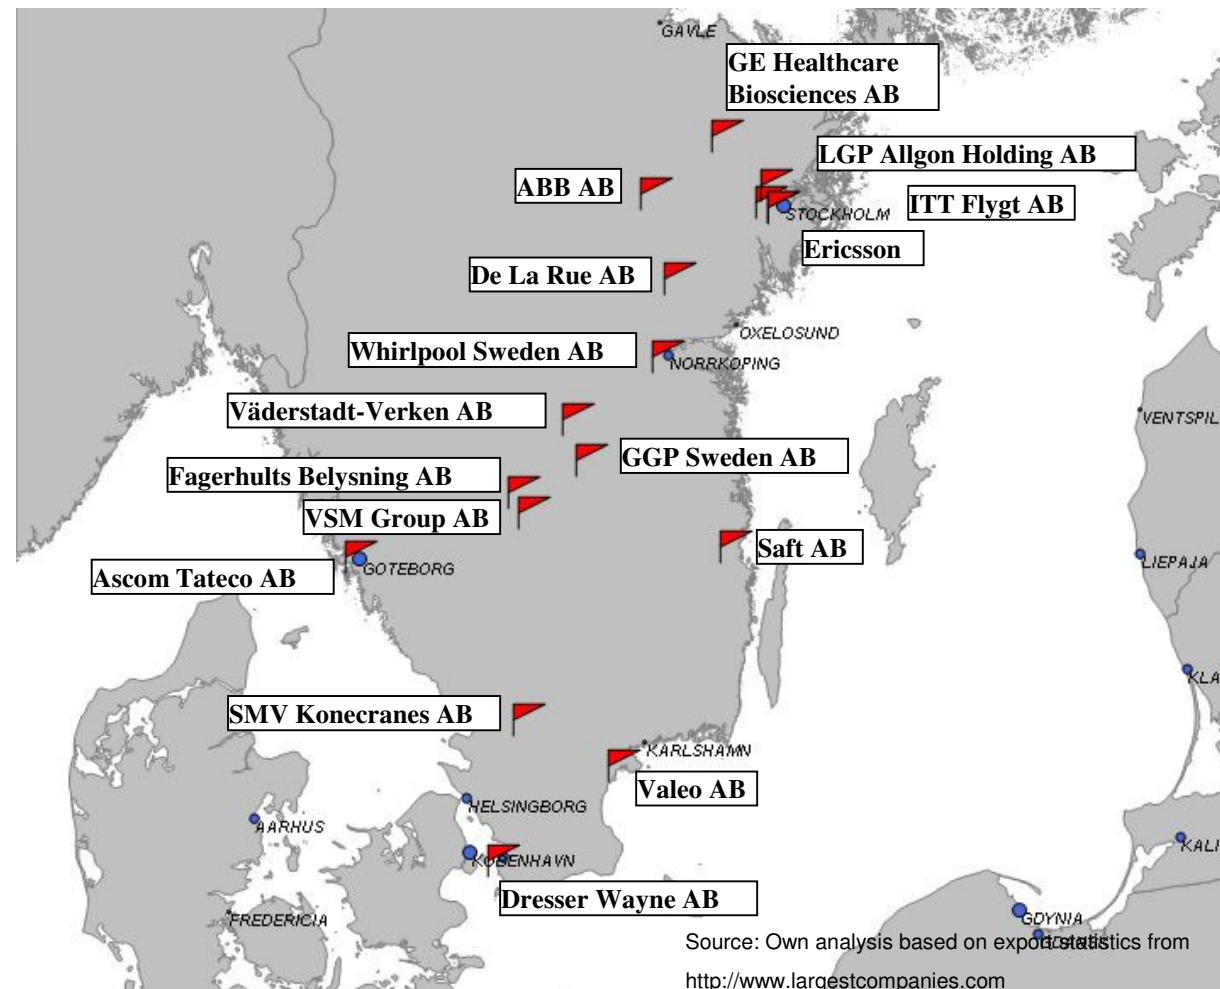 GAVLE
GE Healthcare
Biosciences AB
LGP Allgon Holding AB
ABB AB
ITT Flygt AB
STOCKHOLM
Ericsson
De La Rue AB
OXELOSUND
Whirlpool Sweden AB
NORRKOPING
Väderstadt-Verken AB
VENTSPIL
GGP Sweden AB
Fagerhults Belysning AB
VSM Group AB
Saft AB
LIEPAJA
GOTEBORG
Ascom Tateco AB
KLA
SMV Konecranes AB
KARLSHAMN
Valeo AB
HELSINGBORG
AARHUS
KALI
KOBENHAVN
Dresser Wayne AB
FREDERICIA
GDYNIA
Source: Own analysis based on export statistics from
http://www.largestcompanies.com